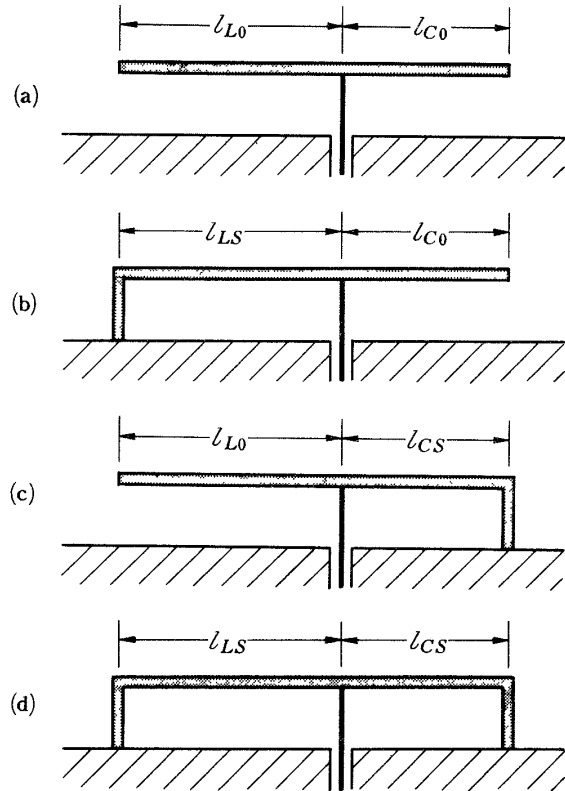 l_{L0} l_{C0}
(a)
l_{LS} l_{C0}
(b)
l_{L0} l_{CS}
(c)
l_{LS} l_{CS}
(d)